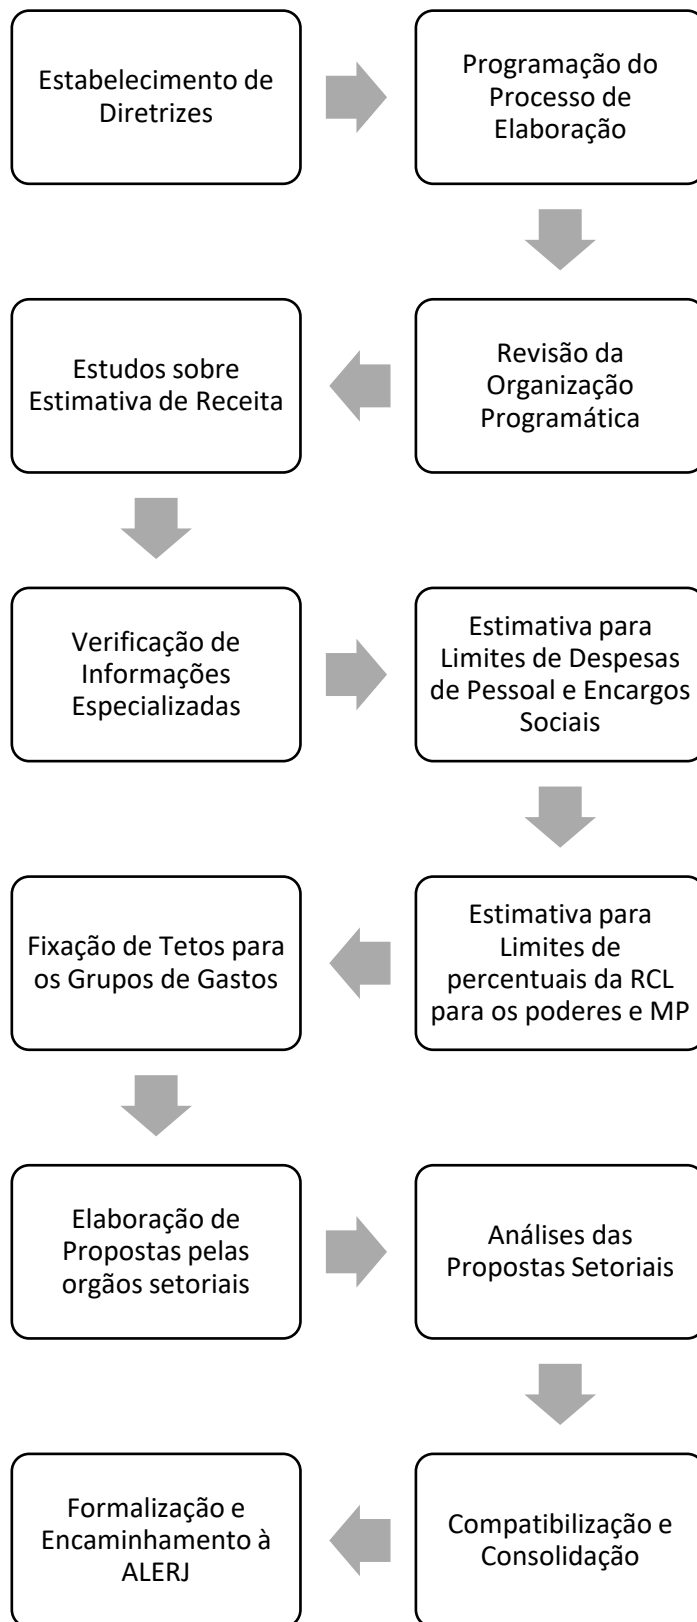 Estabelecimento de
Diretrizes
Programação do
Processo de
Elaboração
Revisão da
Organização
Programática
Estudos sobre
Estimativa de Receita
Verificação de
Informações
Especializadas
Estimativa para
Limites de Despesas
de Pessoal e Encargos
Sociais
Estimativa para
Limites de
percentuais da RCL
para os poderes e MP
Fixação de Tetos para
os Grupos de Gastos
Elaboração de
Propostas pelas
orgãos setoriais
Análises das
Propostas Setoriais
Compatibilização e
Consolidação
Formalização e
Encaminhamento à
ALERJ